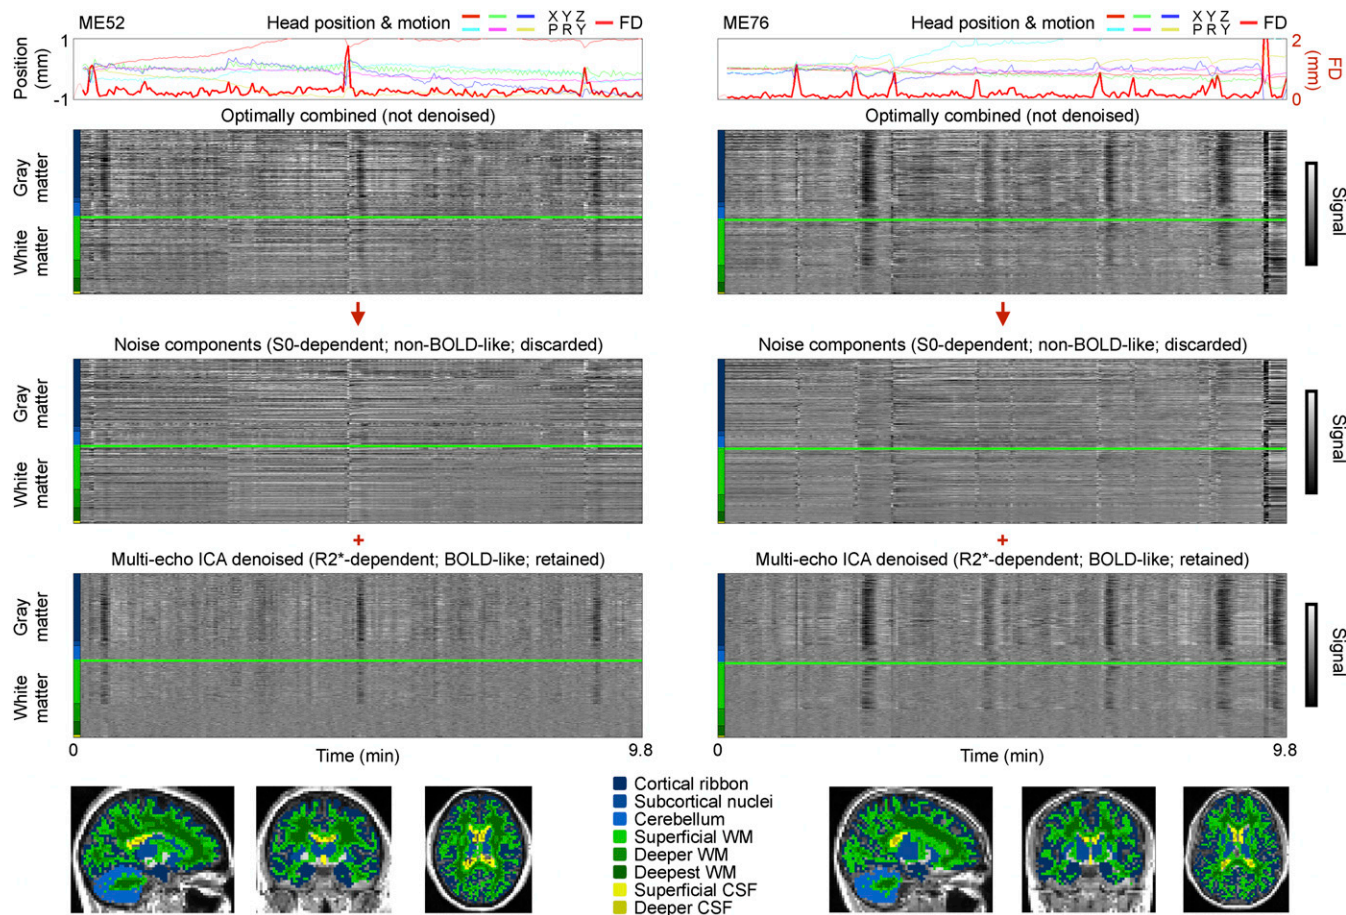 ME52 Head position & motion X Y Z FD
P R Y
Position (mm)
1
-1
Optimally combined (not denoised)
Gray matter
White matter
Noise components (S0-dependent; non-BOLD-like; discarded)
Gray matter
White matter
+
Multi-echo ICA denoised (R2*-dependent; BOLD-like; retained)
Gray matter
White matter
0 Time (min) 9.8
ME76 Head position & motion X Y Z FD
P R Y
2
0
FD (mm)
Optimally combined (not denoised)
Signal
Noise components (S0-dependent; non-BOLD-like; discarded)
Signal
+
Multi-echo ICA denoised (R2*-dependent; BOLD-like; retained)
Signal
0 Time (min) 9.8
Cortical ribbon
Subcortical nuclei
Cerebellum
Superficial WM
Deeper WM
Deepest WM
Superficial CSF
Deeper CSF